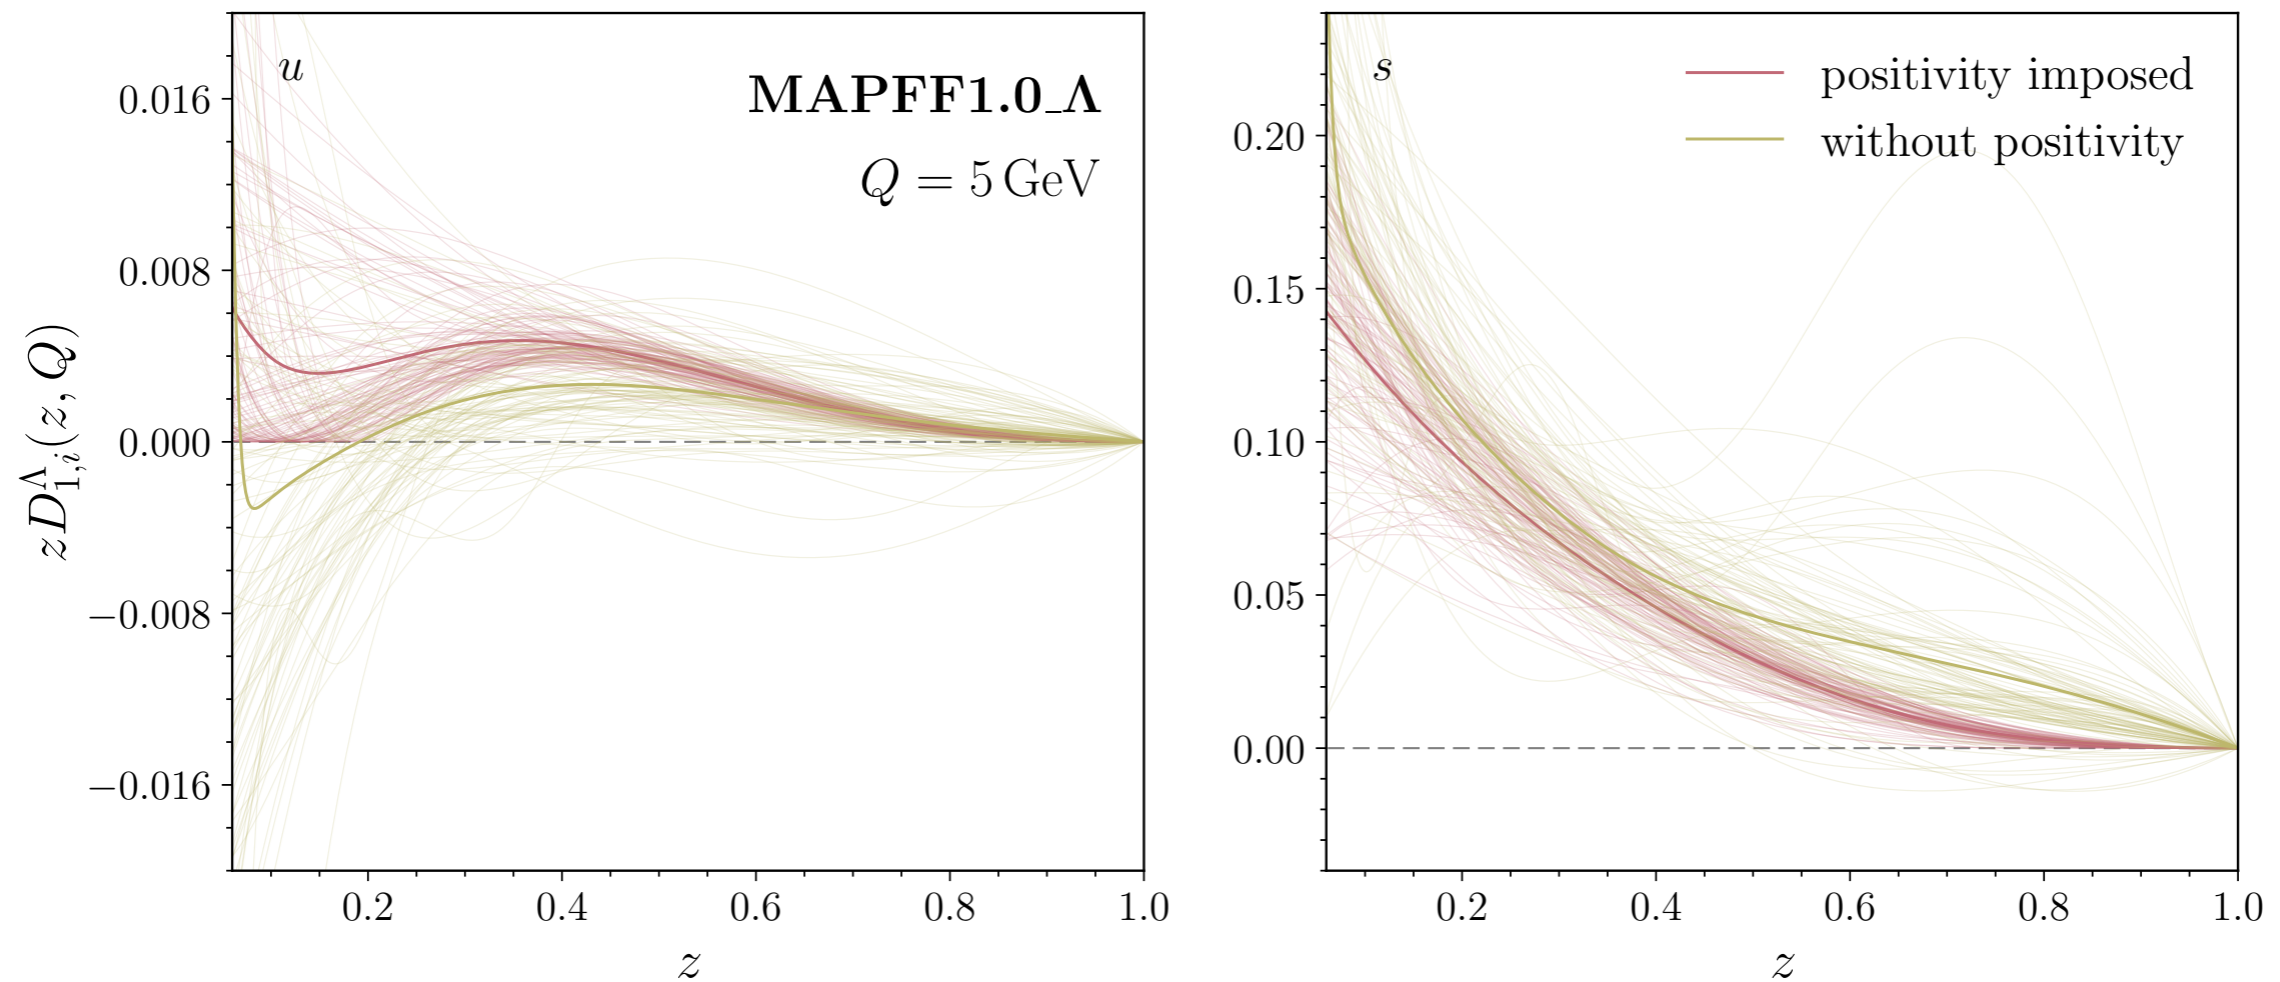 u
MAPFF1.0_Λ
Q = 5 GeV
0.016
0.008
0.000
−0.008
−0.016
zD^Λ_{1,i}(z, Q)
0.2 0.4 0.6 0.8 1.0
z
s
positivity imposed
without positivity
0.20
0.15
0.10
0.05
0.00
0.2 0.4 0.6 0.8 1.0
z